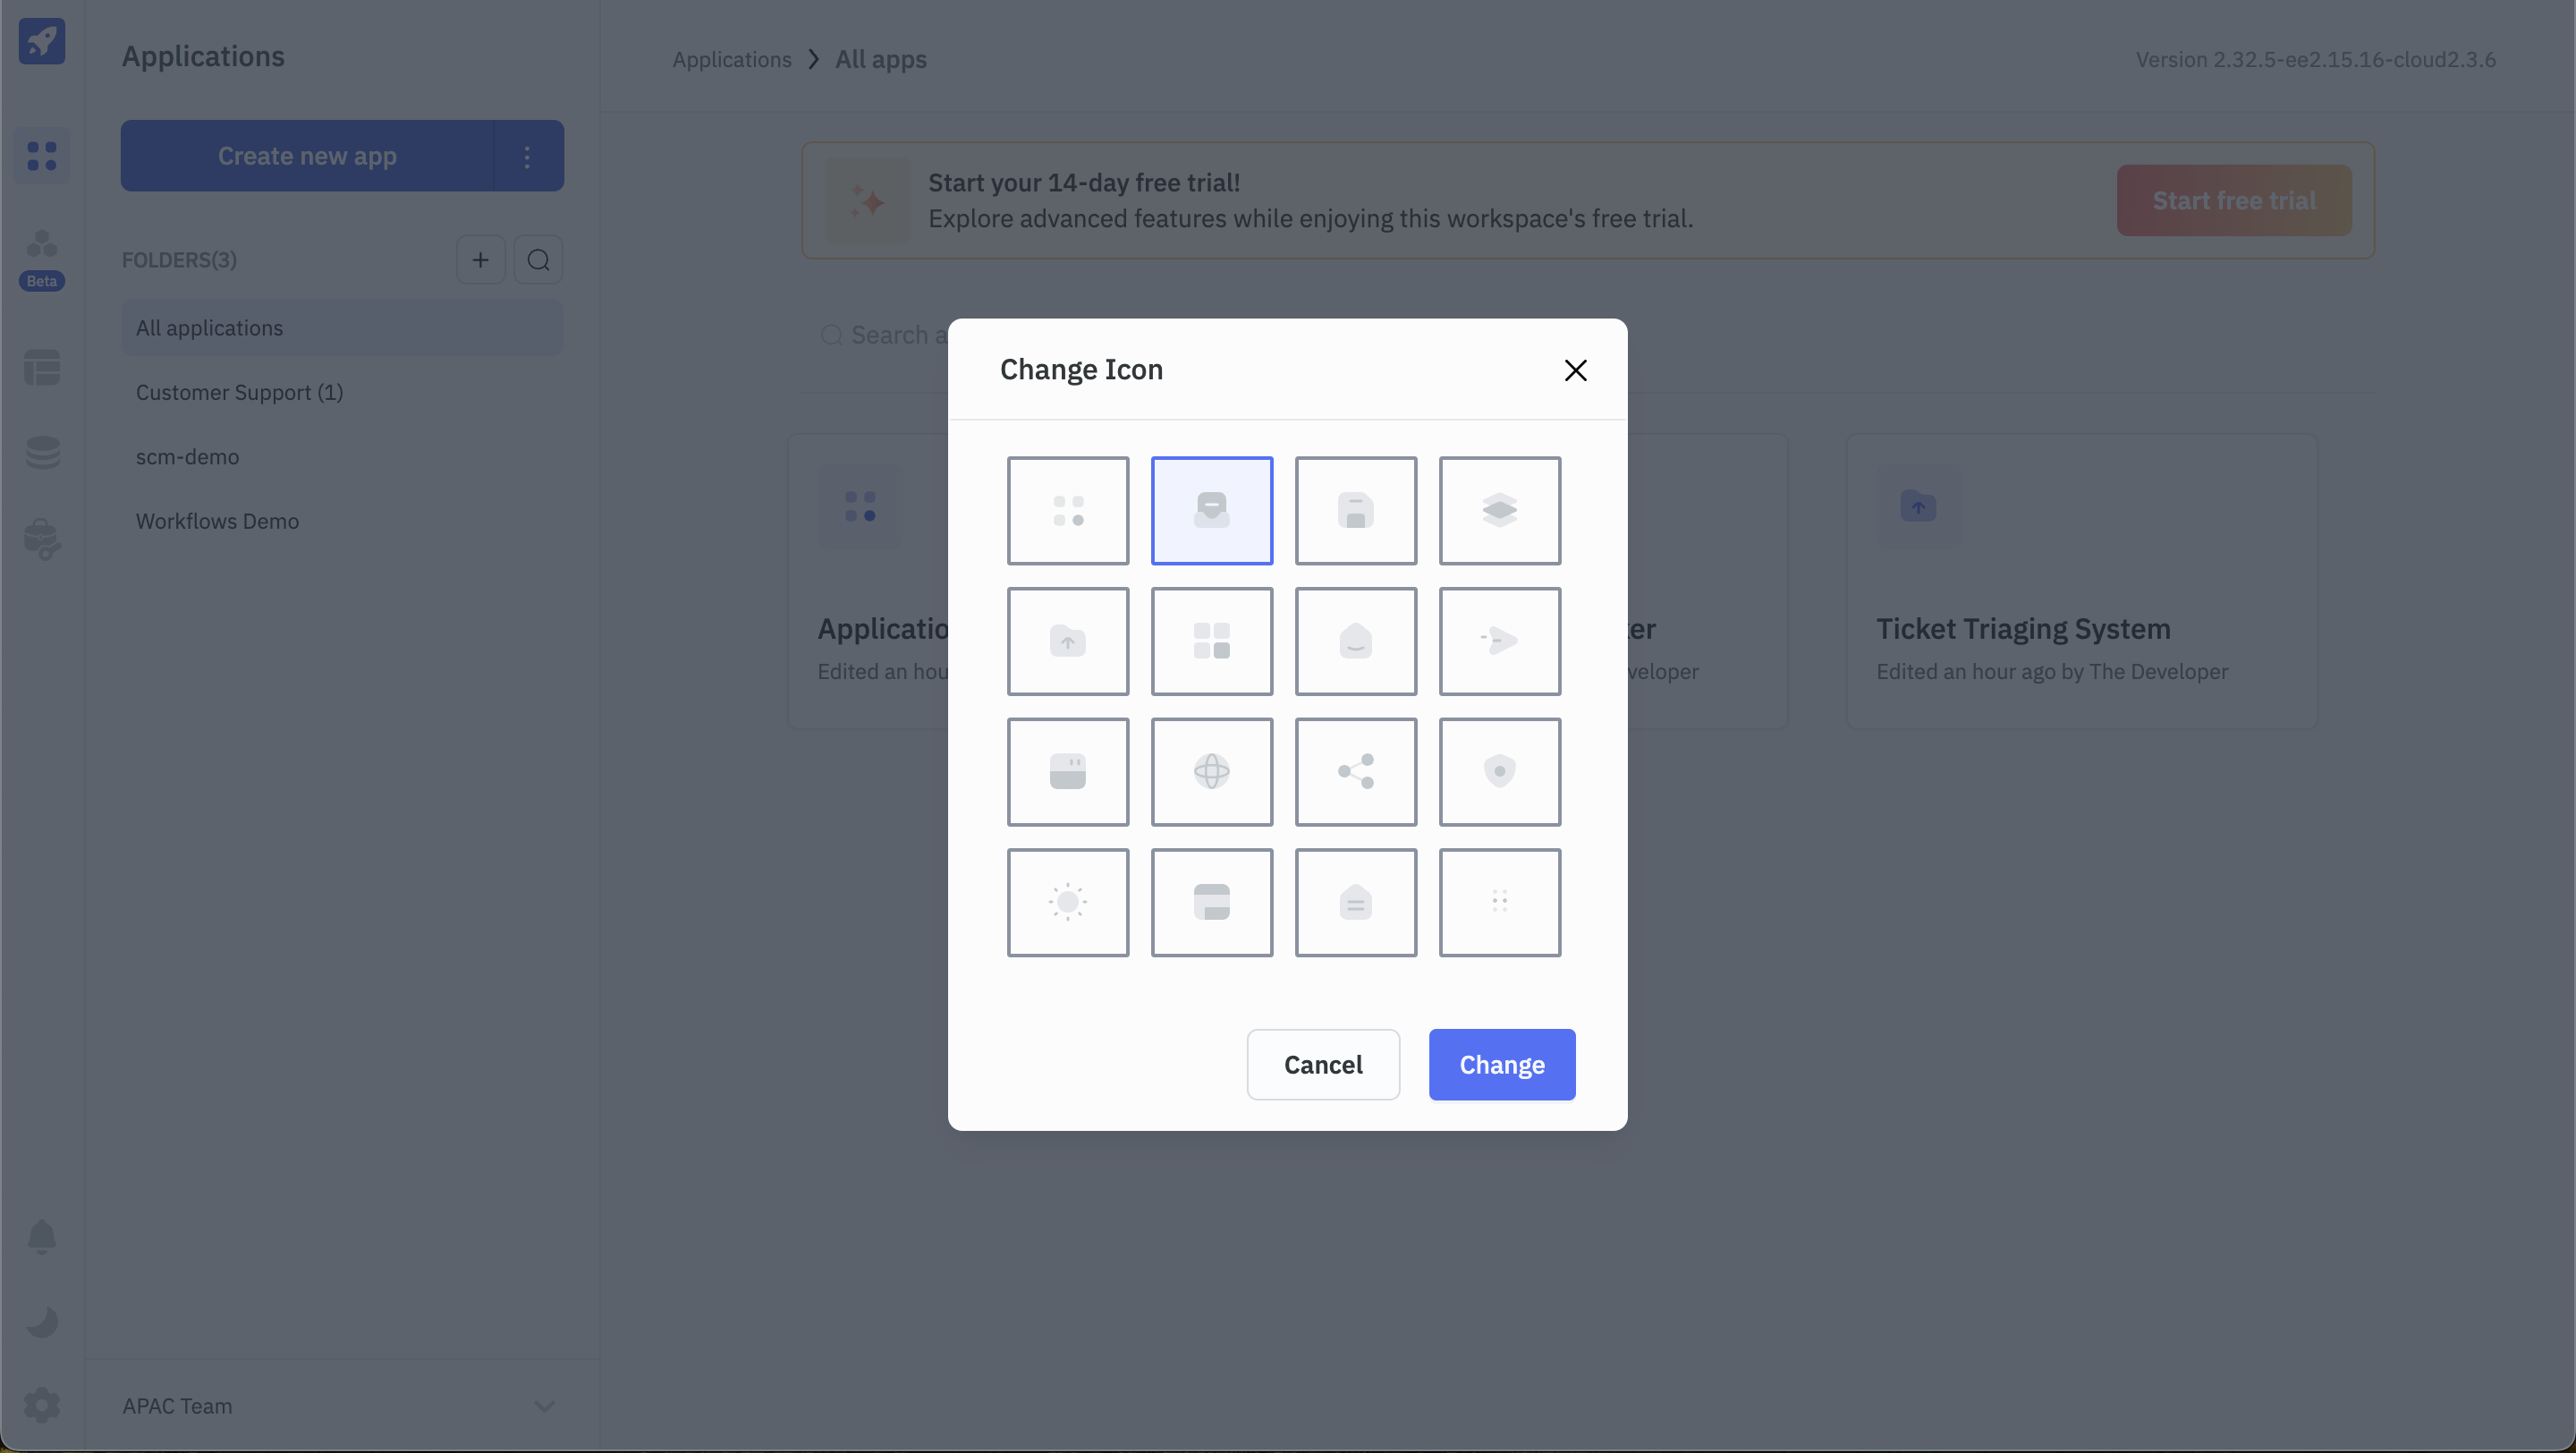 Applications
Create new app
Beta
FOLDERS(3)
All applications
Customer Support (1)
scm-demo
Workflows Demo
APAC Team
Applications
All apps
Version 2.32.5-ee2.15.16-cloud2.3.6
Start your 14-day free trial!
Explore advanced features while enjoying this workspace's free trial.
Start free trial
Search
Edited an hou
Ticket Triaging System
Edited an hour ago by The Developer
Change Icon
Cancel
Change